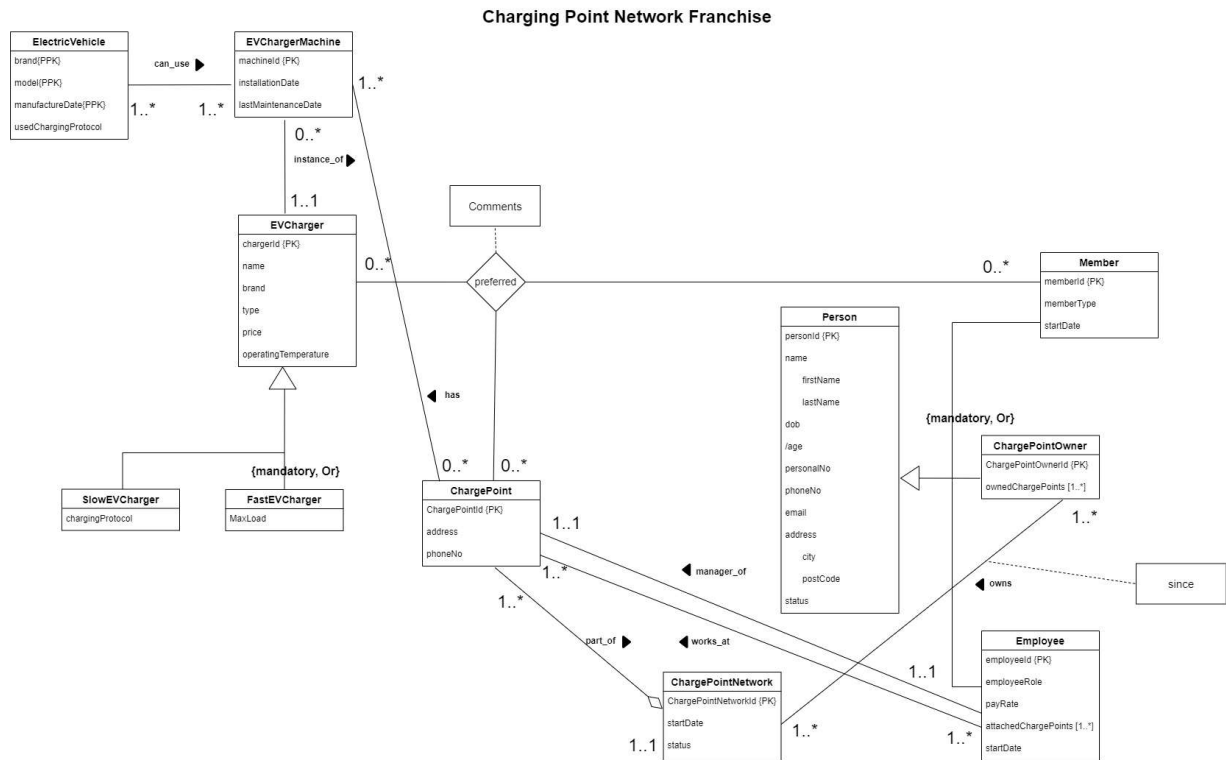 Charging Point Network Franchise
ElectricVehicle
brand{PPK}
model{PPK}
manufactureDate{PPK}
usedChargingProtocol
can_use
1..*
1..*
EVChargerMachine
machineId {PK}
installationDate
lastMaintenanceDate
1..*
0..*
instance_of
1..1
EVCharger
chargerId {PK}
name
brand
type
price
operatingTemperature
Comments
0..*
preferred
0..*
Member
memberId {PK}
memberType
startDate
Person
personId {PK}
name
firstName
lastName
dob
/age
personalNo
phoneNo
email
address
city
postCode
status
has
{mandatory, Or}
ChargePointOwner
ChargePointOwnerId {PK}
ownedChargePoints [1..*]
1..*
{mandatory, Or}
SlowEVCharger
chargingProtocol
FastEVCharger
MaxLoad
0..*
0..*
ChargePoint
ChargePointId {PK}
address
phoneNo
1..1
1..*
1..*
manager_of
owns
since
part_of
works_at
ChargePointNetwork
ChargePointNetworkId {PK}
startDate
status
1..1
1..*
1..1
1..*
Employee
employeeId {PK}
employeeRole
payRate
attachedChargePoints [1..*]
startDate